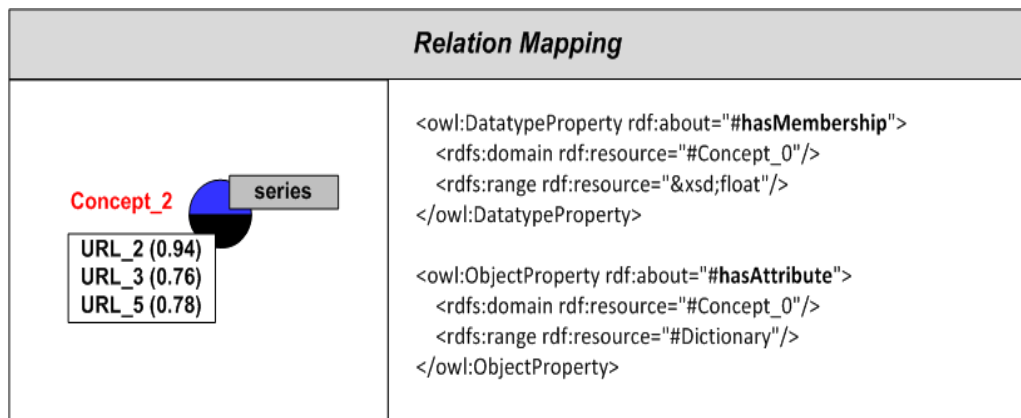 Relation Mapping
Concept_2
series
URL_2 (0.94)
URL_3 (0.76)
URL_5 (0.78)
<owl:DatatypeProperty rdf:about="#hasMembership">
<rdfs:domain rdf:resource="#Concept_0"/>
<rdfs:range rdf:resource="&xsd;float"/>
</owl:DatatypeProperty>
<owl:ObjectProperty rdf:about="#hasAttribute">
<rdfs:domain rdf:resource="#Concept_0"/>
<rdfs:range rdf:resource="#Dictionary"/>
</owl:ObjectProperty>